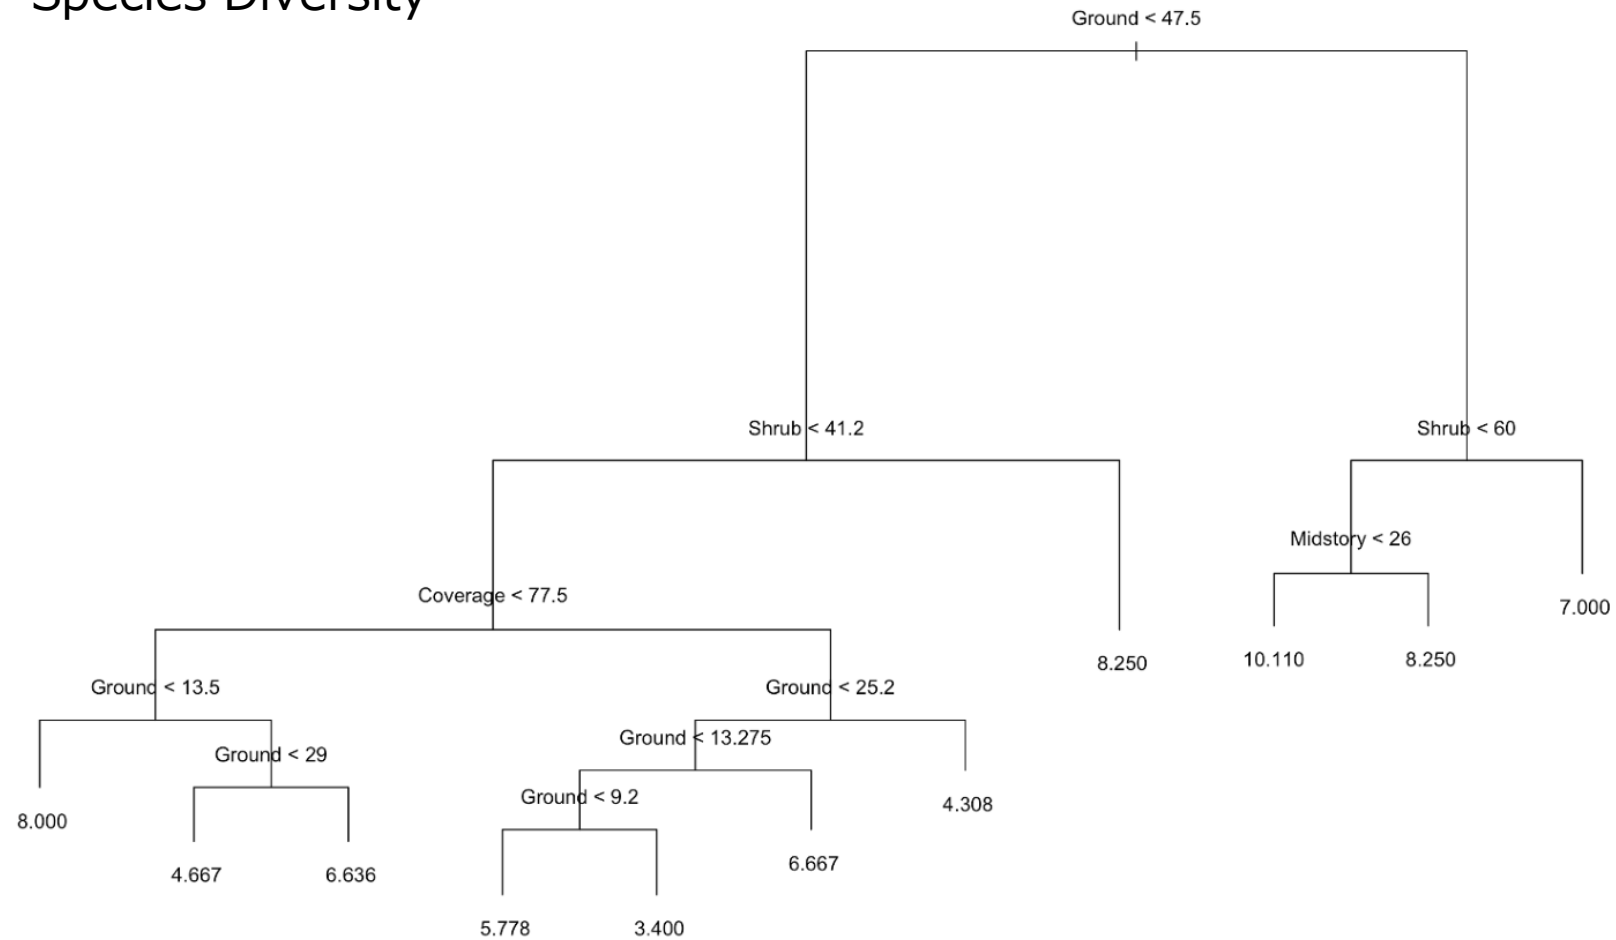 Species Diversity
Ground < 47.5
Shrub < 41.2
Shrub < 60
Midstory < 26
Coverage < 77.5
7.000
8.250
10.110
8.250
Ground < 13.5
Ground < 25.2
Ground < 13.275
Ground < 29
Ground < 9.2
4.308
8.000
6.667
4.667
6.636
5.778
3.400